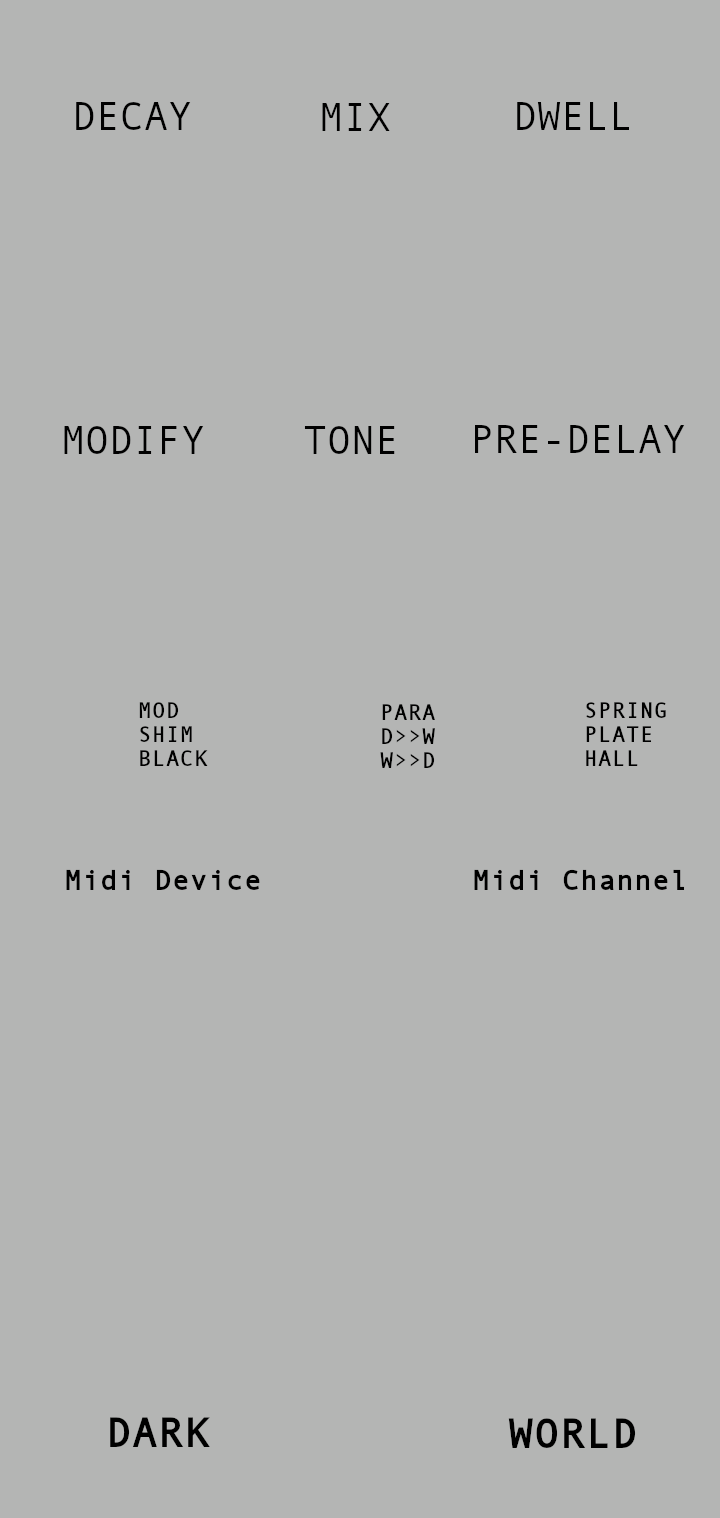 DECAY MIX DWELL
MODIFY TONE PRE-DELAY
MOD PARA SPRING
SHIM D>>W PLATE
BLACK W>>D HALL
Midi Device Midi Channel
DARK WORLD